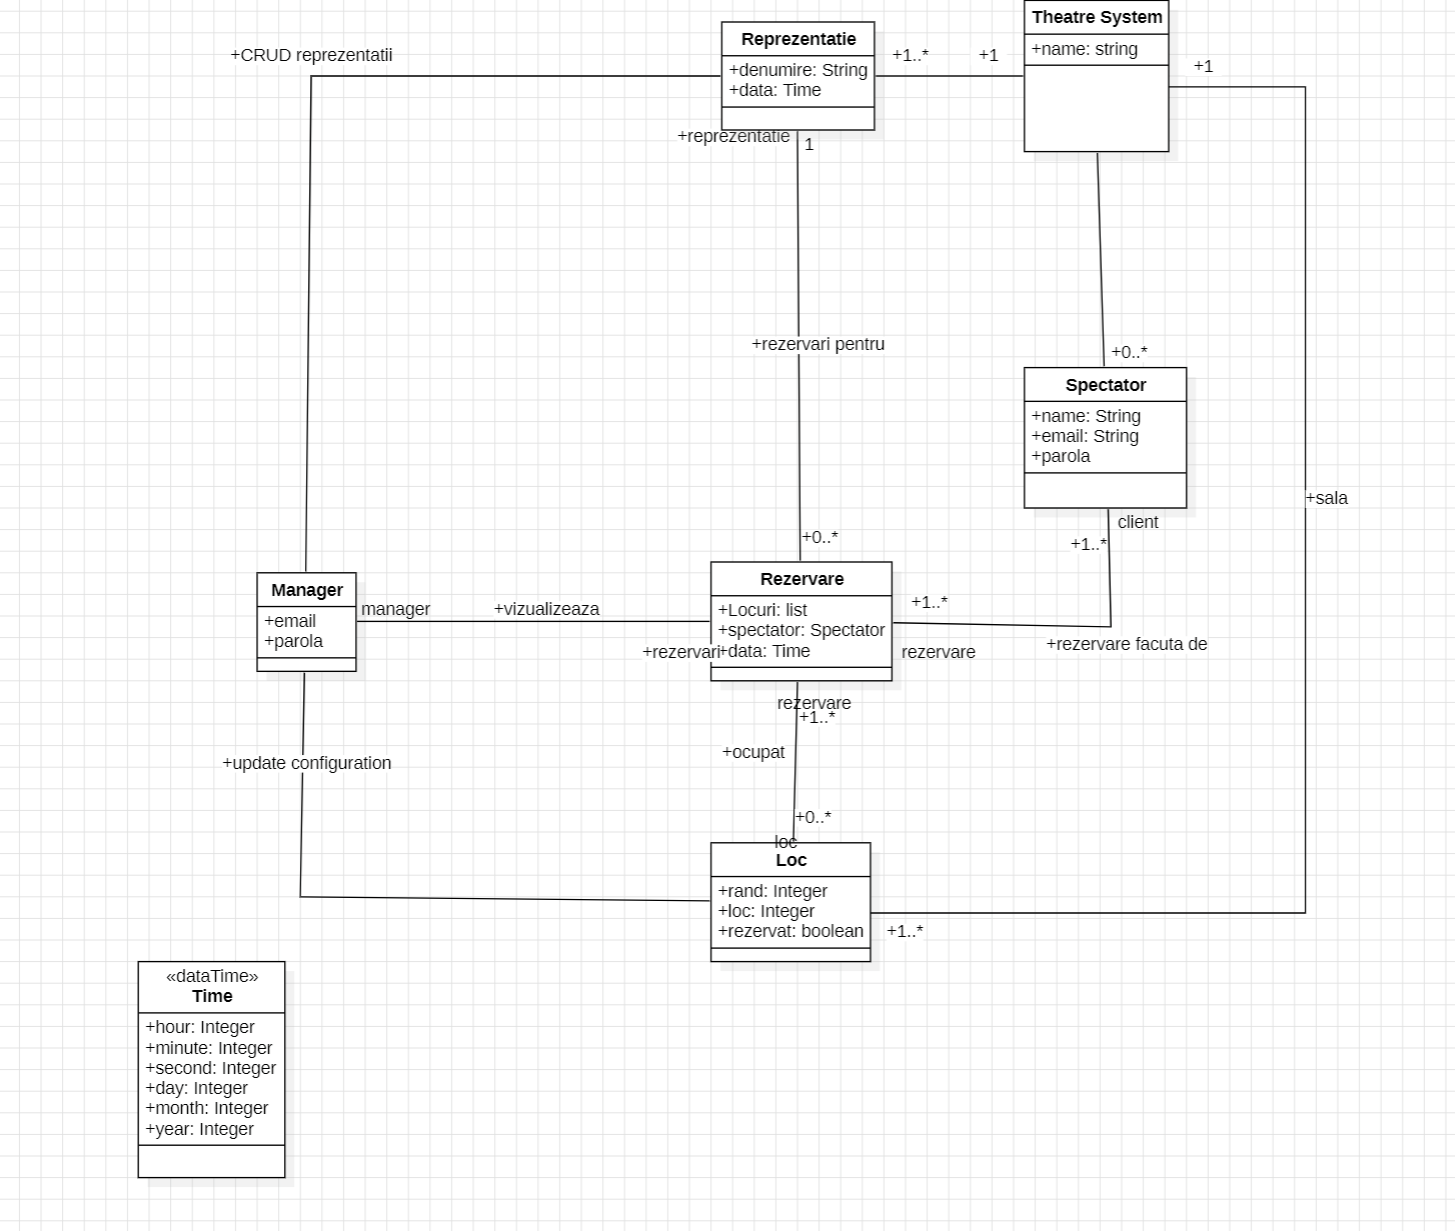 Theatre System
+name: string
Reprezentatie
+denumire: String
+data: Time
+CRUD reprezentatii
+1..*
+1
+1
+reprezentatie
1
+rezervari pentru
+0..*
Spectator
+name: String
+email: String
+parola
client
+1..*
+sala
+0..*
Rezervare
+Locuri: list
+spectator: Spectator
+data: Time
Manager
+email
+parola
manager
+vizualizeaza
+rezervari
+1..*
rezervare
+rezervare facuta de
rezervare
+1..*
+ocupat
+0..*
loc
+update configuration
Loc
+rand: Integer
+loc: Integer
+rezervat: boolean
+1..*
«dataTime»
Time
+hour: Integer
+minute: Integer
+second: Integer
+day: Integer
+month: Integer
+year: Integer